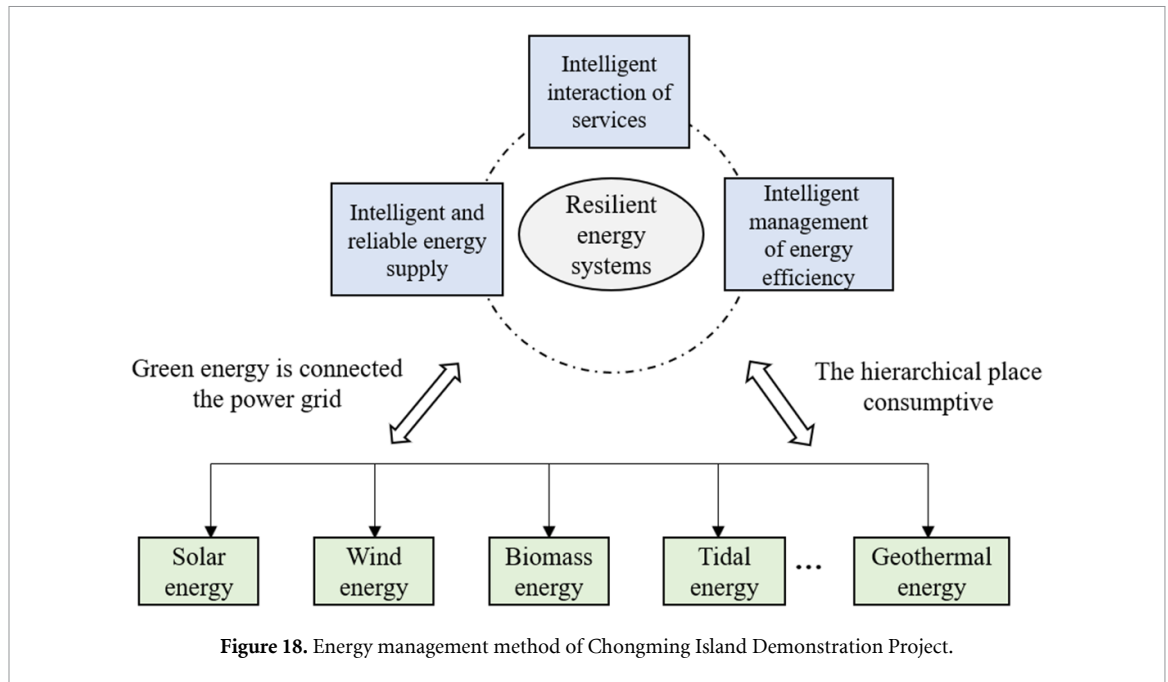 Intelligent
interaction of
services
Intelligent and
reliable energy
supply
Resilient
energy
systems
Intelligent
management
of energy
efficiency
Green energy is connected
the power grid
The hierarchical place
consumptive
Solar
energy
Wind
energy
Biomass
energy
Tidal
energy
...
Geothermal
energy
Figure 18. Energy management method of Chongming Island Demonstration Project.